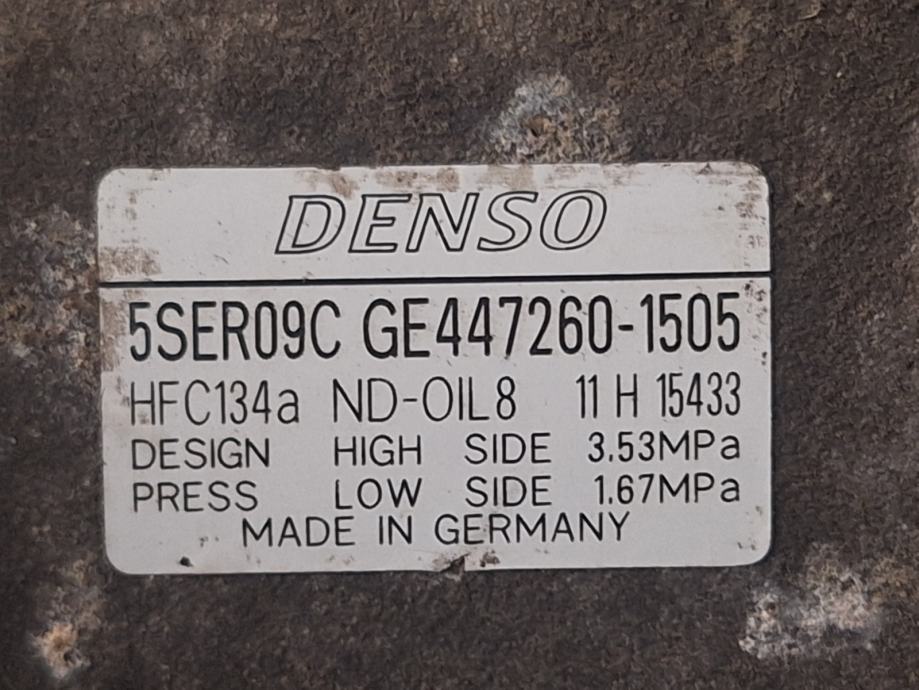 DENSO
5SER09C GE447260-1505
HFC134a ND-OIL8 11 H 15433
DESIGN HIGH SIDE 3.53MPa
PRESS LOW SIDE 1.67MPa
MADE IN GERMANY